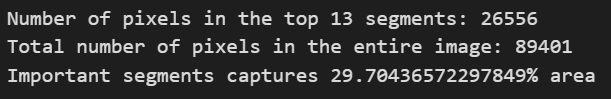 Number of pixels in the top 13 segments: 26556
Total number of pixels in the entire image: 89401
Important segments captures 29.70436572297849% area